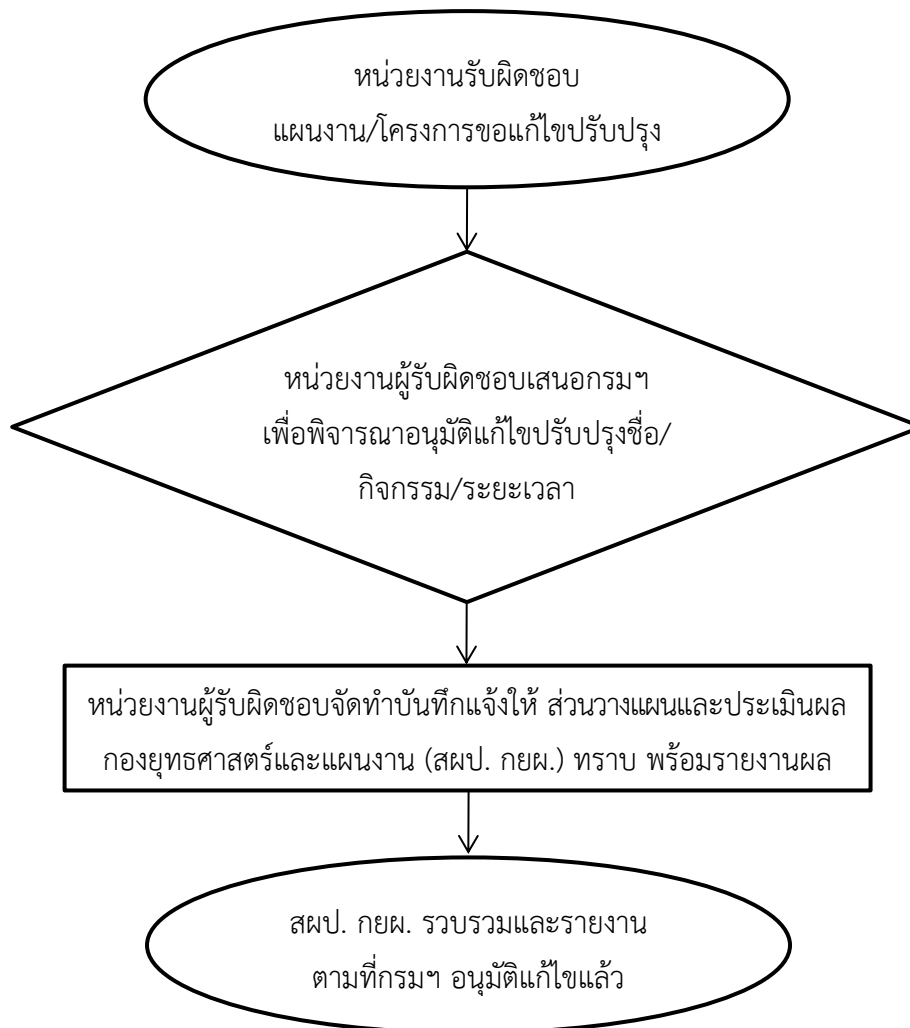 หน่วยงานรับผิดชอบ
แผนงาน/โครงการขอแก้ไขปรับปรุง
หน่วยงานผู้รับผิดชอบเสนอกรมฯ
เพื่อพิจารณาอนุมัติแก้ไขปรับปรุงชื่อ/
กิจกรรม/ระยะเวลา
หน่วยงานผู้รับผิดชอบจัดทำบันทึกแจ้งให้ ส่วนวางแผนและประเมินผล
กองยุทธศาสตร์และแผนงาน (สผป. กยผ.) ทราบ พร้อมรายงานผล
สผป. กยผ. รวบรวมและรายงาน
ตามที่กรมฯ อนุมัติแก้ไขแล้ว